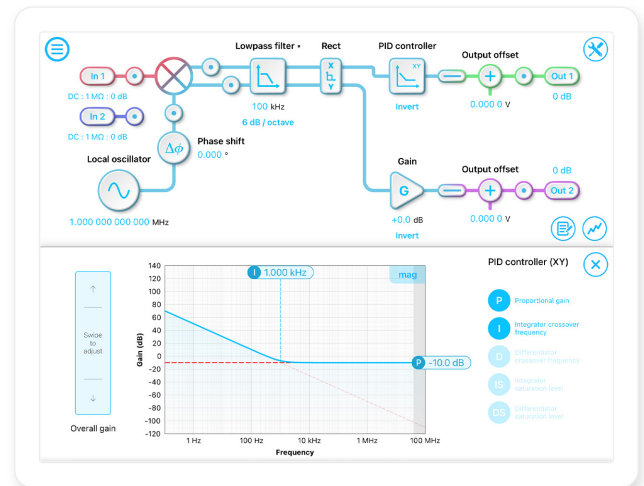 Lowpass filter ▾
Rect
PID controller
Output offset
In 1
DC : 1 MΩ : 0 dB
In 2
DC : 1 MΩ : 0 dB
X
Y
XY
Out 1
0 dB
0.000 0 V
Invert
100 kHz
6 dB / octave
Δϕ
Phase shift
0.000 °
Local oscillator
1.000 000 000 000 MHz
Gain
G
+0.0 dB
Invert
Output offset
0 dB
Out 2
0.000 0 V
Swipe
to
adjust
Overall gain
Gain (dB)
140
120
100
80
60
40
20
0
-20
-40
-60
-80
-100
-120
1 Hz
100 Hz
10 kHz
1 MHz
100 MHz
Frequency
I 1.000 kHz
mag
P -10.0 dB
PID controller (XY)
P Proportional gain
I Integrator crossover
frequency
D Differentiator
crossover frequency
IS Integrator
saturation level
DS Differentiator
saturation level